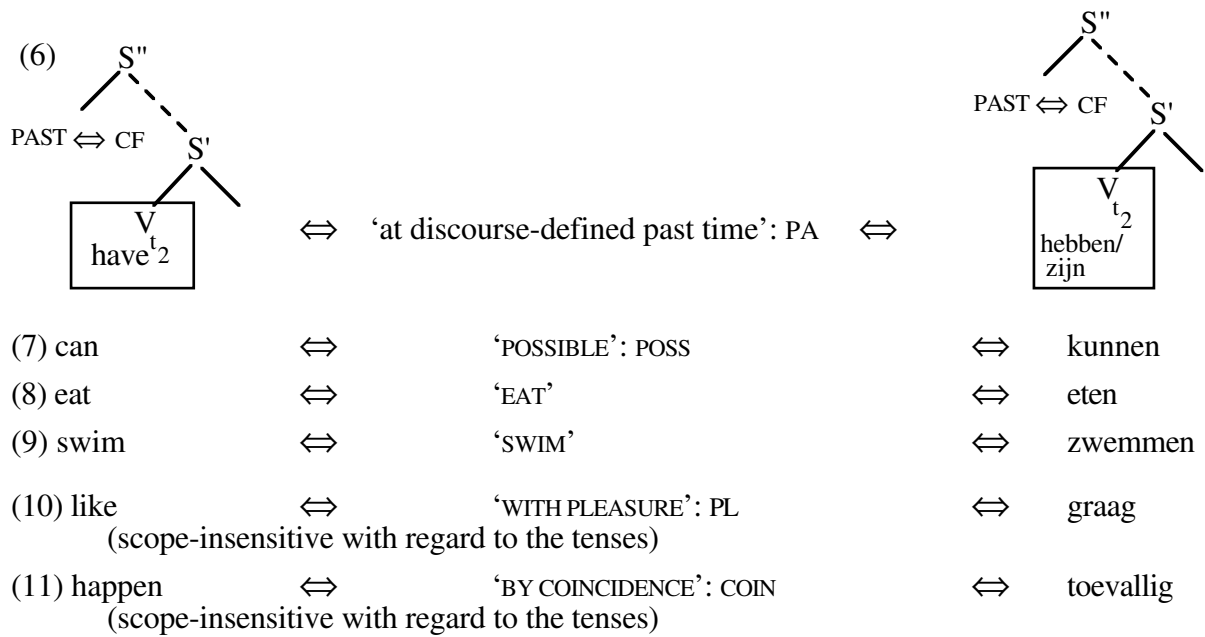 (6) S" S"
PAST ⇔ CF PAST ⇔ CF
S' S'
V t2 have ⇔ ‘at discourse-defined past time’: PA ⇔ V t2 hebben/ zijn
(7) can ⇔ ‘POSSIBLE’: POSS ⇔ kunnen
(8) eat ⇔ ‘EAT’ ⇔ eten
(9) swim ⇔ ‘SWIM’ ⇔ zwemmen
(10) like ⇔ ‘WITH PLEASURE’: PL ⇔ graag
(scope-insensitive with regard to the tenses)
(11) happen ⇔ ‘BY COINCIDENCE’: COIN ⇔ toevallig
(scope-insensitive with regard to the tenses)